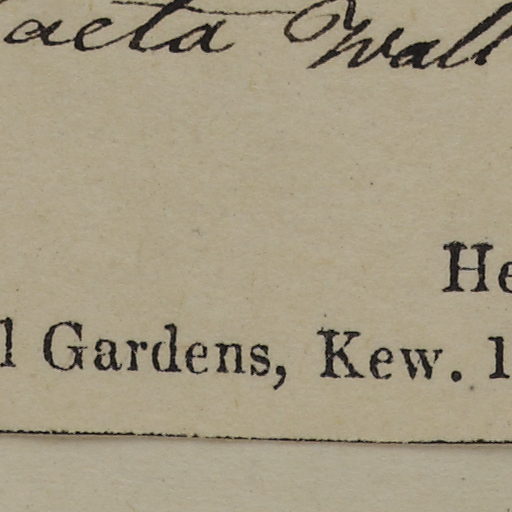 aeta Wall
He
l Gardens, Kew. 1